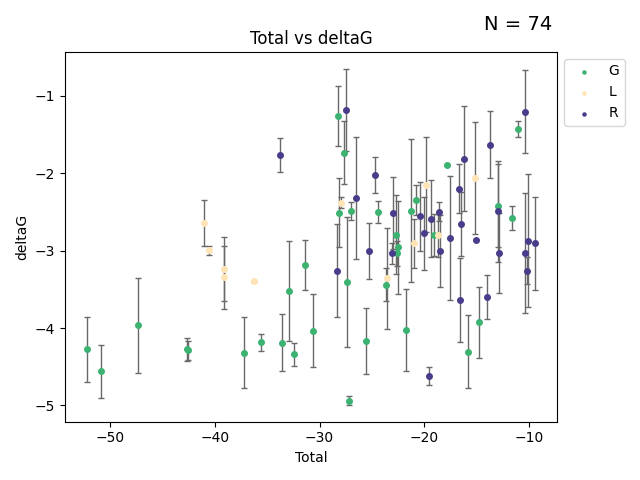 N = 74
Total vs deltaG
G
L
R
−1
−2
−3
−4
−5
deltaG
−50
−40
−30
−20
−10
Total